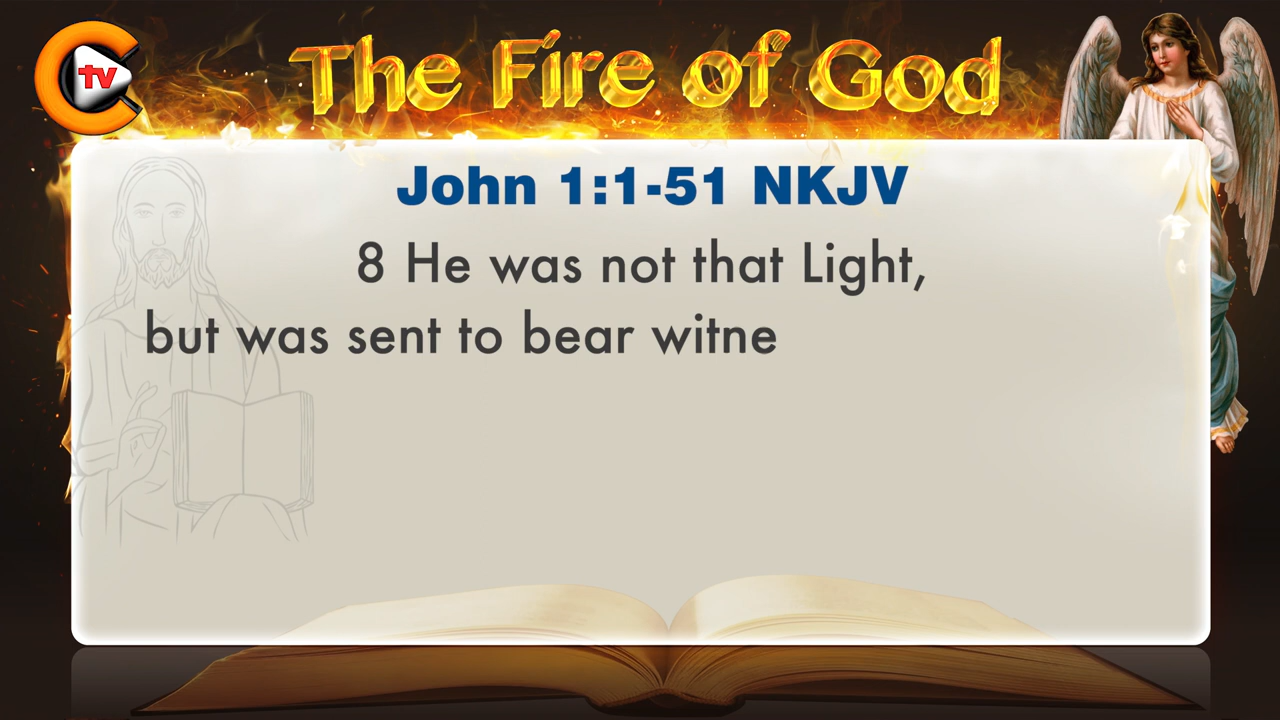 tv
The Fire of God
John 1:1-51 NKJV
8 He was not that Light,
but was sent to bear witne